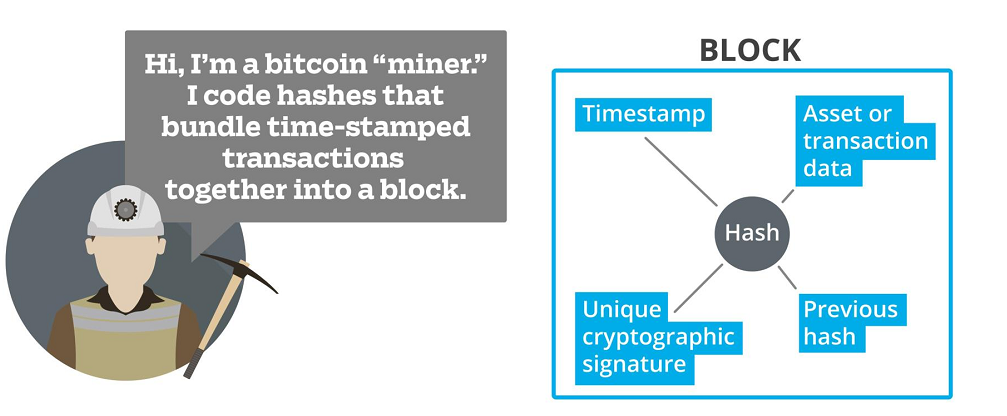 Hi, I'm a bitcoin “miner.”
I code hashes that
bundle time-stamped
transactions
together into a block.
BLOCK
Timestamp
Asset or
transaction
data
Hash
Unique
cryptographic
signature
Previous
hash